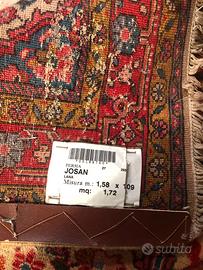 PERSIA
JOSAN
LANA
Misura m.: 1,58 x 109
mq: 1,72
subito